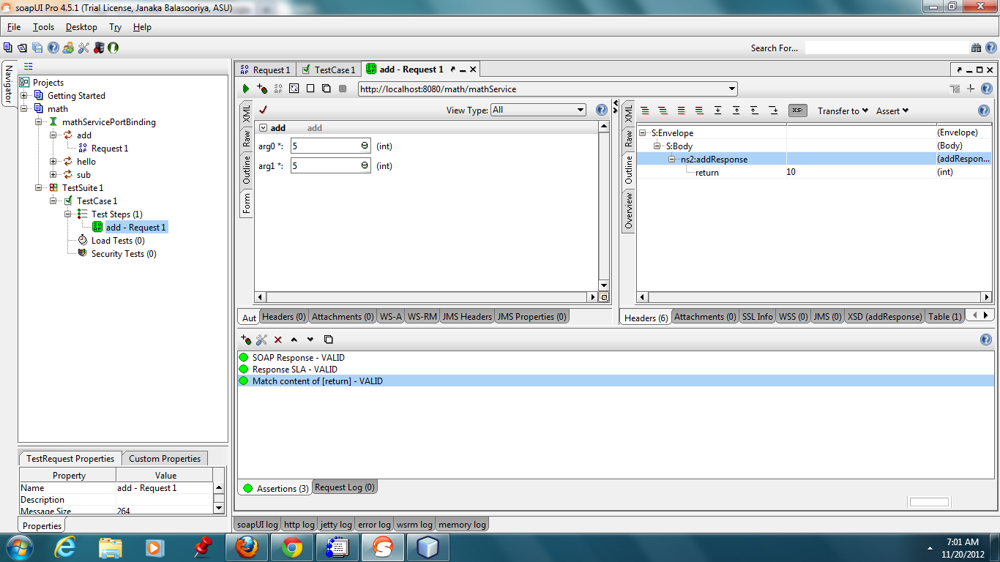 soapUI Pro 4.5.1 (Trial License, Janaka Balasooriya, ASU)
File Tools Desktop Try Help
Search For...
Navigator
Projects
Getting Started
math
mathServicePortBinding
add
Request 1
hello
sub
TestSuite 1
TestCase 1
Test Steps (1)
add - Request 1
Load Tests (0)
Security Tests (0)
TestRequest Properties Custom Properties
Property Value
Name add - Request 1
Description
Message Size 264
Properties
Request 1 TestCase 1 add - Request 1
http://localhost:8080/math/mathService
XML
Raw
Outline
Form
View Type: All
add add
arg0 *: 5 (int)
arg1 *: 5 (int)
Aut Headers (0) Attachments (0) WS-A WS-RM JMS Headers JMS Properties (0)
XML
Raw
Outline
Overview
XS: Transfer to Assert
S:Envelope (Envelope)
S:Body (Body)
ns2:addResponse (addRespon...
return 10 (int)
Headers (6) Attachments (0) SSL Info WSS (0) JMS (0) XSD (addResponse) Table (1)
SOAP Response - VALID
Response SLA - VALID
Match content of [return] - VALID
Assertions (3) Request Log (0)
soapUI log http log jetty log error log wsrm log memory log
7:01 AM
11/20/2012